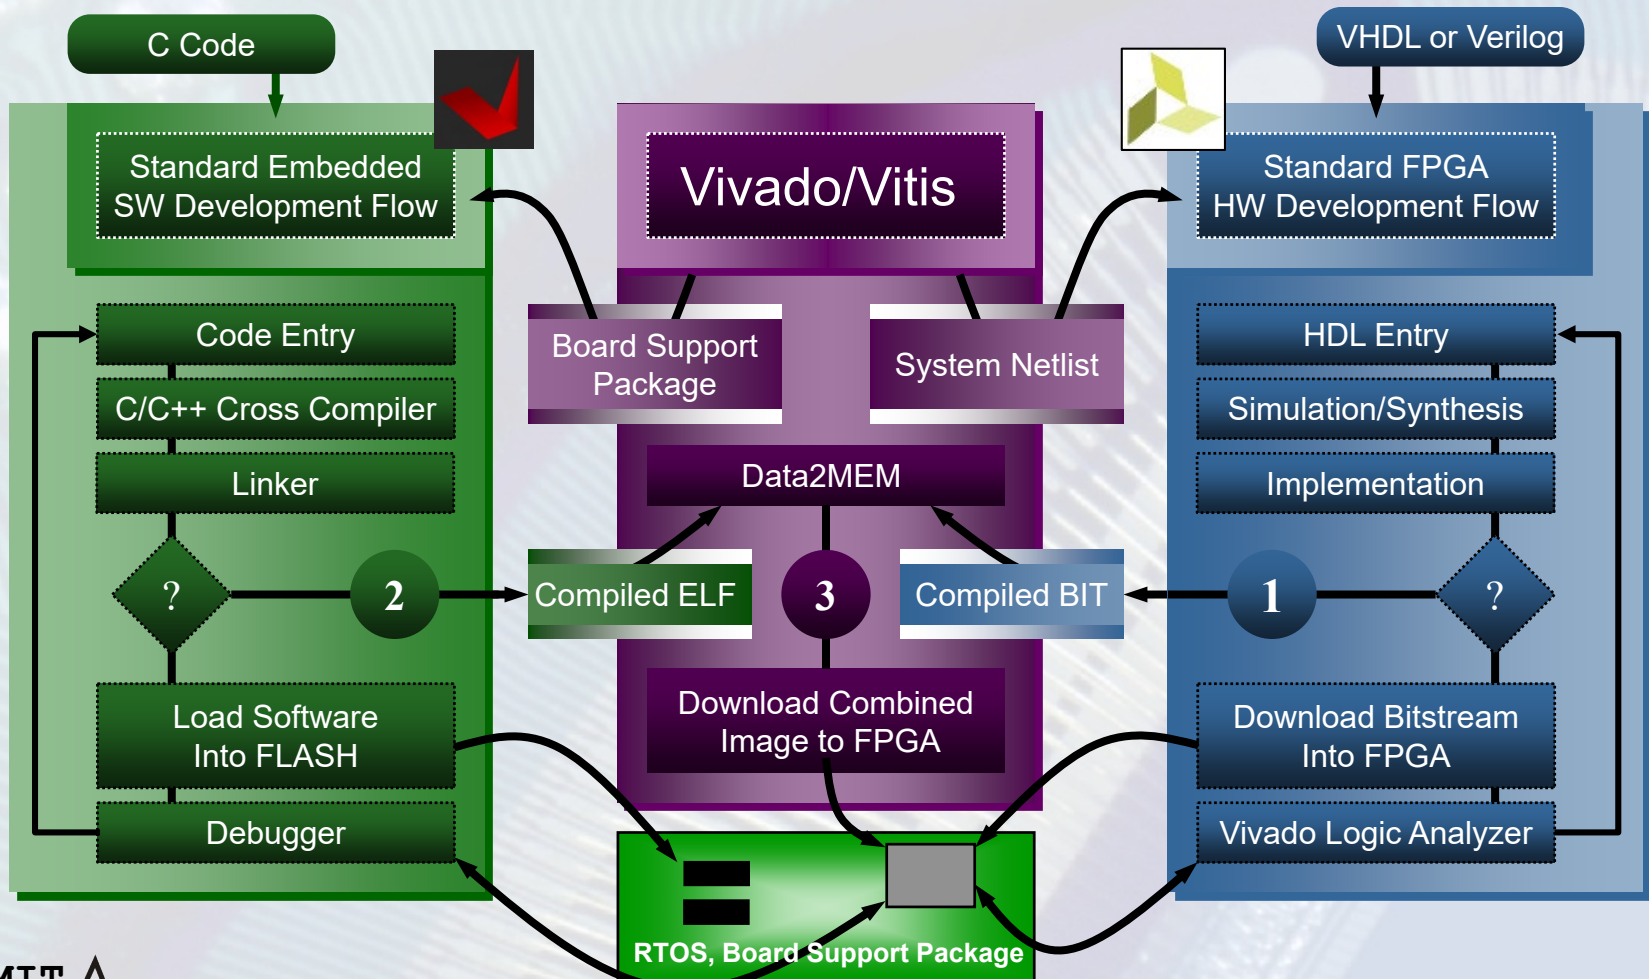 C Code
VHDL or Verilog
Standard Embedded
SW Development Flow
Vivado/Vitis
Standard FPGA
HW Development Flow
Code Entry
C/C++ Cross Compiler
Linker
?
2
Load Software
Into FLASH
Debugger
Board Support
Package
System Netlist
Data2MEM
Compiled ELF
3
Compiled BIT
Download Combined
Image to FPGA
RTOS, Board Support Package
HDL Entry
Simulation/Synthesis
Implementation
1
?
Download Bitstream
Into FPGA
Vivado Logic Analyzer